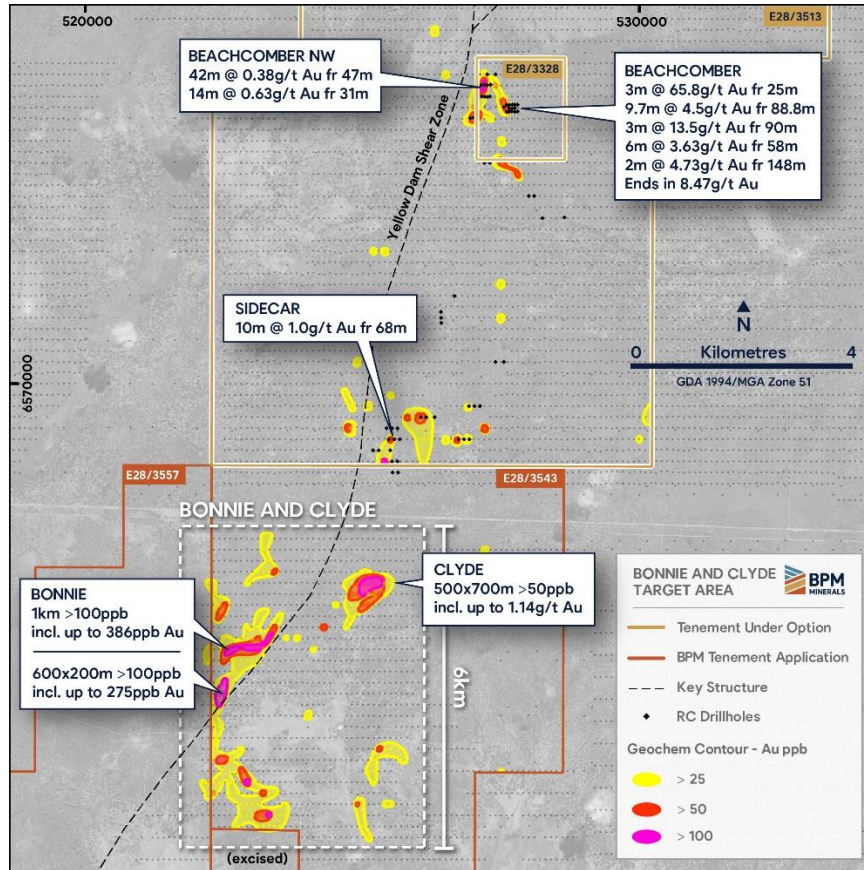 520000
530000
E28/3513
BEACHCOMBER NW
42m @ 0.38g/t Au fr 47m
14m @ 0.63g/t Au fr 31m
E28/3328
BEACHCOMBER
3m @ 65.8g/t Au fr 25m
9.7m @ 4.5g/t Au fr 88.8m
3m @ 13.5g/t Au fr 90m
6m @ 3.63g/t Au fr 58m
2m @ 4.73g/t Au fr 148m
Ends in 8.47g/t Au
Yellow Dam Shear Zone
SIDECAR
10m @ 1.0g/t Au fr 68m
N
0 Kilometres 4
GDA 1994/MGA Zone 51
6570000
E28/3557
E28/3543
BONNIE AND CLYDE
BONNIE
1km >100ppb
incl. up to 386ppb Au
600x200m >100ppb
incl. up to 275ppb Au
CLYDE
500x700m >50ppb
incl. up to 1.14g/t Au
6km
(excised)
BONNIE AND CLYDE
TARGET AREA
BPM
MINERALS
Tenement Under Option
BPM Tenement Application
Key Structure
RC Drillholes
Geochem Contour - Au ppb
> 25
> 50
> 100